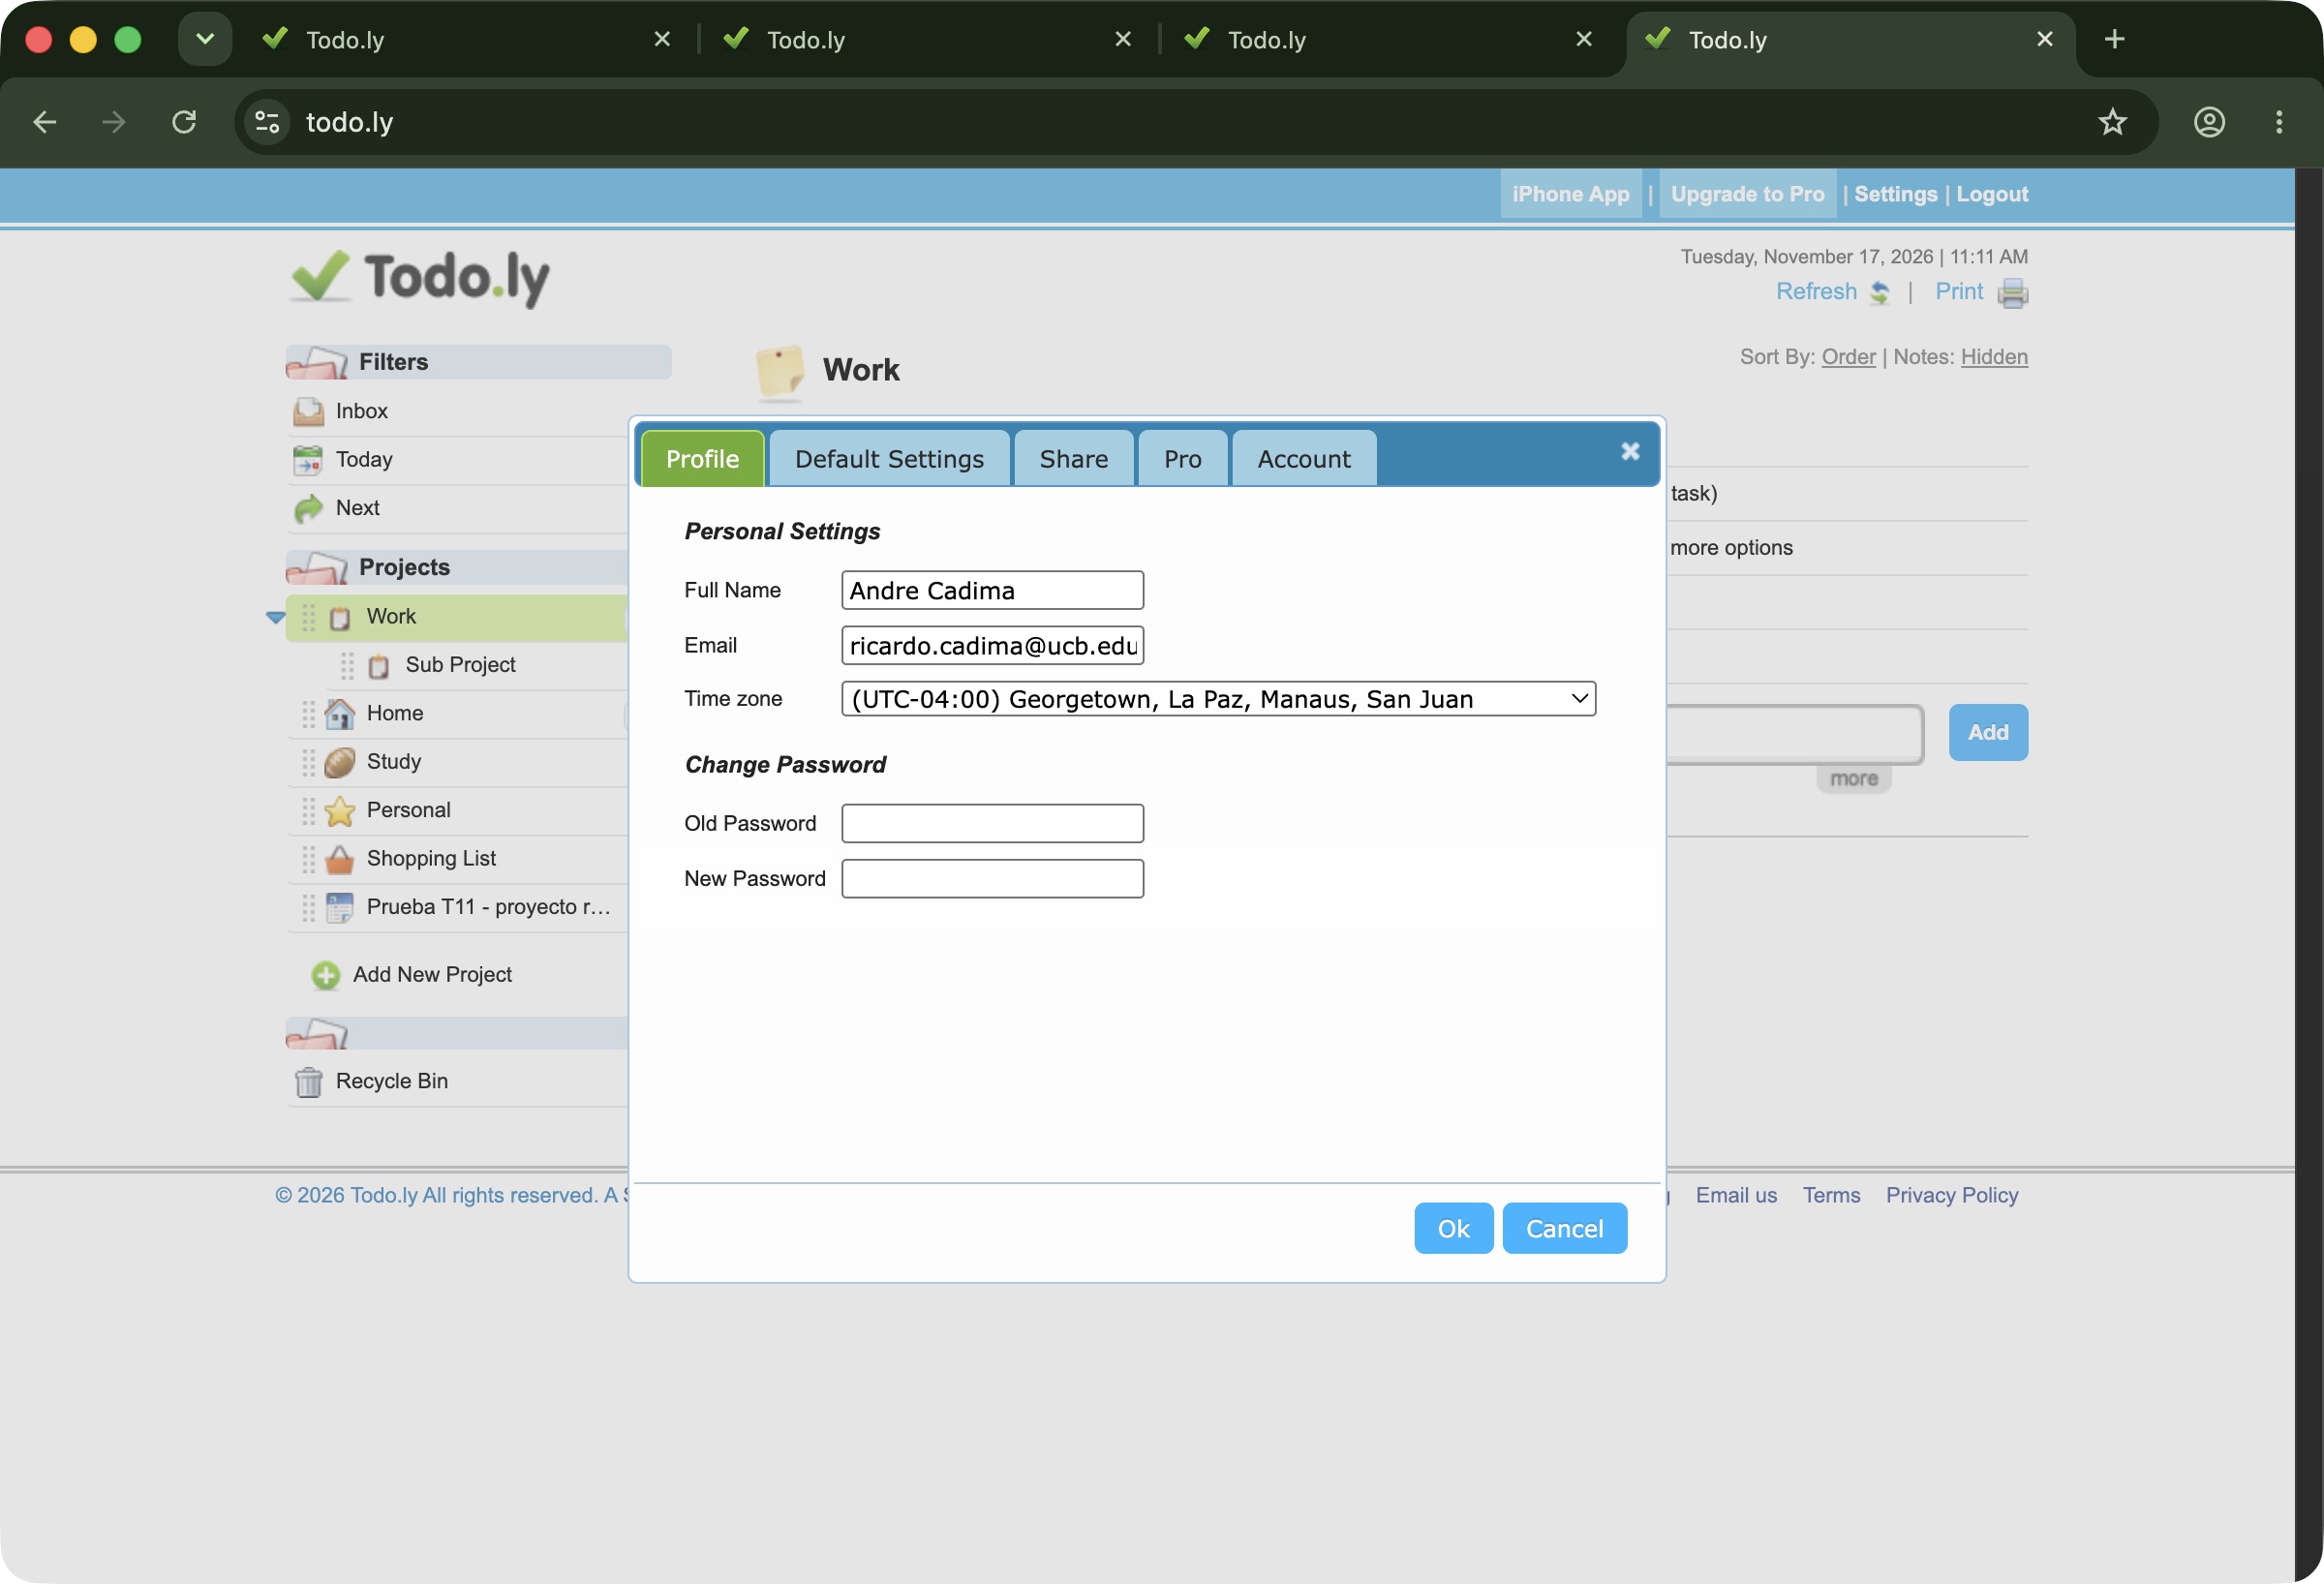 Todo.ly
Todo.ly
Todo.ly
Todo.ly
todo.ly
iPhone App | Upgrade to Pro | Settings | Logout
Todo.ly
Tuesday, November 17, 2026 | 11:11 AM
Refresh | Print
Filters
Work
Sort By: Order | Notes: Hidden
Inbox
Today
Next
Projects
Work
Sub Project
Home
Study
Personal
Shopping List
Prueba T11 - proyecto r...
Add New Project
Recycle Bin
Profile
Default Settings
Share
Pro
Account
Personal Settings
Full Name
Andre Cadima
Email
ricardo.cadima@ucb.edu
Time zone
(UTC-04:00) Georgetown, La Paz, Manaus, San Juan
Change Password
Old Password
New Password
Ok
Cancel
task)
more options
Add
more
© 2026 Todo.ly All rights reserved. A
Email us
Terms
Privacy Policy